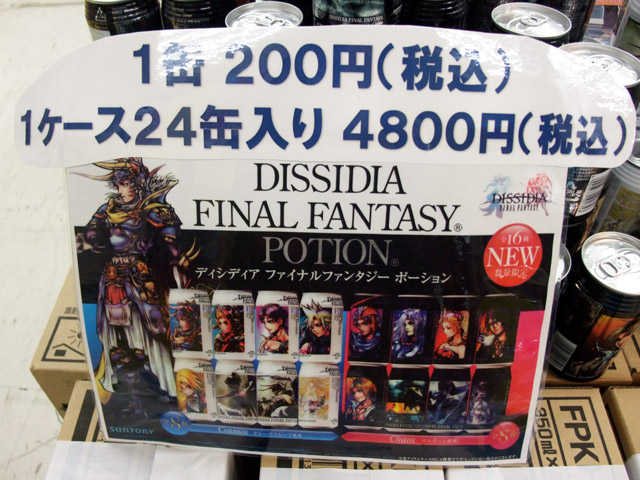 1缶 200円(税込)
1ケース24缶入り 4800円(税込)
DISSIDIA
FINAL FANTASY®
POTION®
ディシディア ファイナルファンタジー ポーション
DISSIDIA
FINAL FANTASY
全16種
NEW
数量限定
SUNTORY
COSMOS
CHAOS
FPK
350ml×